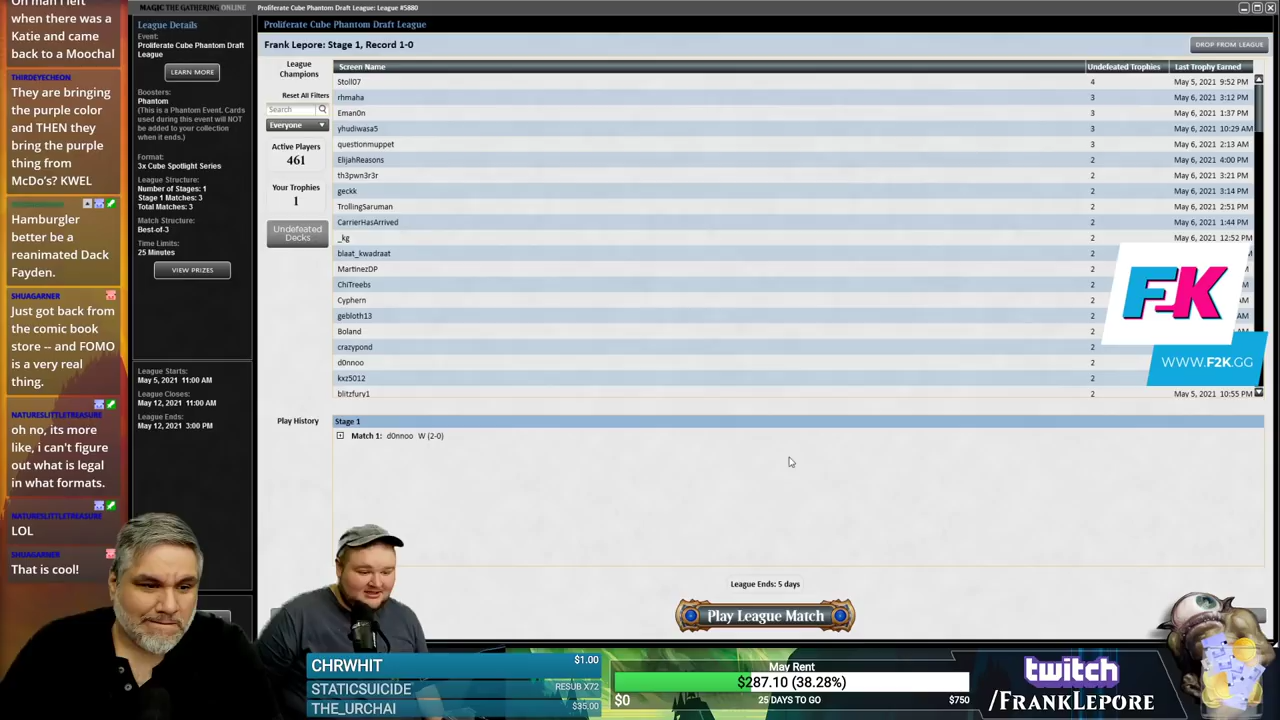 Oh man I left
when there was a
Katie and came
back to a Moochal
THIRDEYECHEON
They are bringing
the purple color
and THEN they
bring the purple
thing from
McDo's? KWEL
Hamburgler
better be a
reanimated Dack
Fayden.
SHUAGARNER
Just got back from
the comic book
store -- and FOMO
is a very real
thing.
NATURESLITTLETREASURE
oh no, its more
like, i can't figure
out what is legal
in what formats.
NATURESLITTLETREASURE
LOL
SHUAGARNER
That is cool!
MAGIC THE GATHERING ONLINE
League Details
Event:
Proliferate Cube Phantom Draft
League
LEARN MORE
Boosters:
Phantom
(This is a Phantom Event. Cards
used during this event will NOT
be added to your collection
when it ends.)
Format:
3x Cube Spotlight Series
League Structure:
Number of Stages: 1
Stage 1 Matches: 3
Total Matches: 3
Match Structure:
Best-of-3
Time Limits:
25 Minutes
VIEW PRIZES
League Starts:
May 5, 2021 11:00 AM
League Closes:
May 12, 2021 11:00 AM
League Ends:
May 12, 2021 3:00 PM
Proliferate Cube Phantom Draft League: League #5880
Proliferate Cube Phantom Draft League
Frank Lepore: Stage 1, Record 1-0
DROP FROM LEAGUE
League
Champions
Reset All Filters
Search
Everyone
Active Players
461
Your Trophies
1
Undefeated
Decks
Screen Name Undefeated Trophies Last Trophy Earned
Stoll07 4 May 5, 2021 9:52 PM
rhmaha 3 May 6, 2021 3:12 PM
Eman0n 3 May 6, 2021 1:37 PM
yhudiwasa5 3 May 6, 2021 10:29 AM
questionmuppet 3 May 6, 2021 2:13 AM
ElijahReasons 2 May 6, 2021 4:00 PM
th3pwn3r3r 2 May 6, 2021 3:21 PM
geckk 2 May 6, 2021 3:14 PM
TrollingSaruman 2 May 6, 2021 2:51 PM
CarrierHasArrived 2 May 6, 2021 1:44 PM
_kg 2 May 6, 2021 12:52 PM
blaat_kwadraat 2
MartinezDP 2
ChiTreebs 2
Cyphern 2
gebloth13 2
Boland 2
crazypond 2
d0nnoo 2
kxz5012 2
blitzfury1 2 May 5, 2021 10:55 PM
F2K
WWW.F2K.GG
Play History
Stage 1
Match 1: d0nnoo W (2-0)
League Ends: 5 days
Play League Match
CHRWHIT $1.00
STATICSUICIDE RESUB X72
THE_URCHAI $35.00
May Rent
$287.10 (38.28%)
$0 25 DAYS TO GO $750
twitch
/FRANKLEPORE